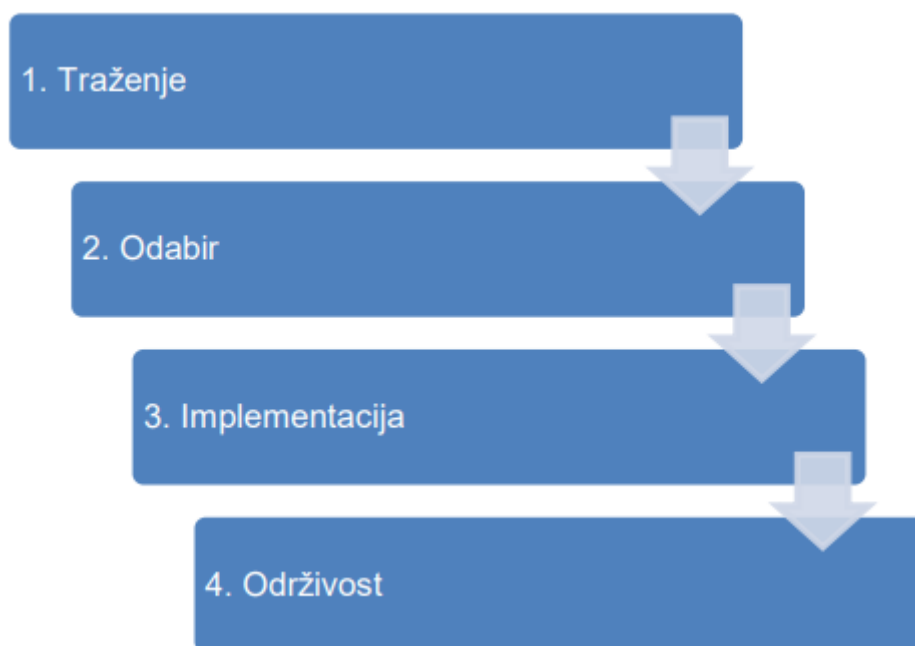 1. Traženje
2. Odabir
3. Implementacija
4. Održivost